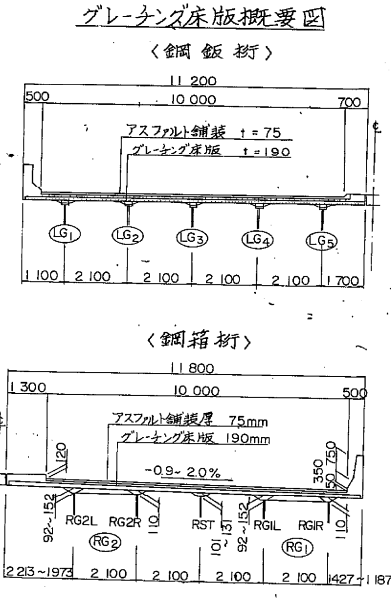 グレーチング床版概要図
〈鋼鈑桁〉
11 200
500 10 000 700
アスファルト舗装 t=75
グレーチング床版 t=190
LG1 LG2 LG3 LG4 LG5
1 100 2 100 2 100 2 100 2 100 1 700
〈鋼箱桁〉
11 800
1 300 10 000 500
アスファルト舗装厚 75mm
グレーチング床版 190mm
120
-0.9~2.0%
350 750
50
92~152 RG2L RG2R 110 RST 101~131 92~152 RG1L RG1R 110
RG2 RG1
2 213~1973 2 100 2 100 2 100 2 100 1427~1 187